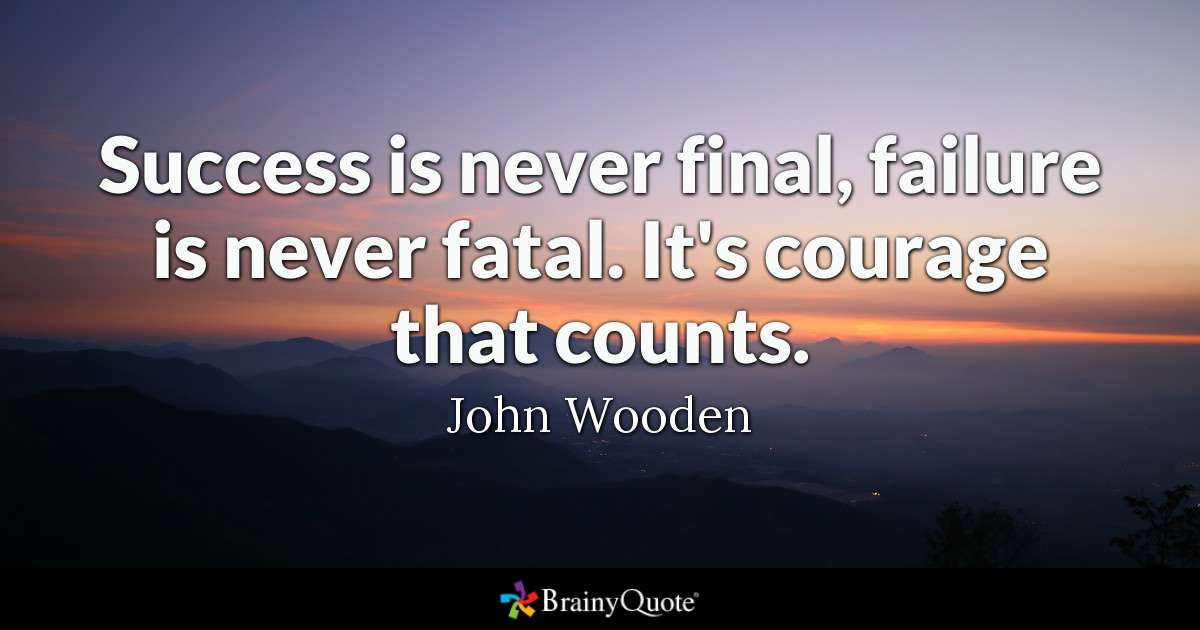 Success is never final, failure
is never fatal. It's courage
that counts.
John Wooden
BrainyQuote®